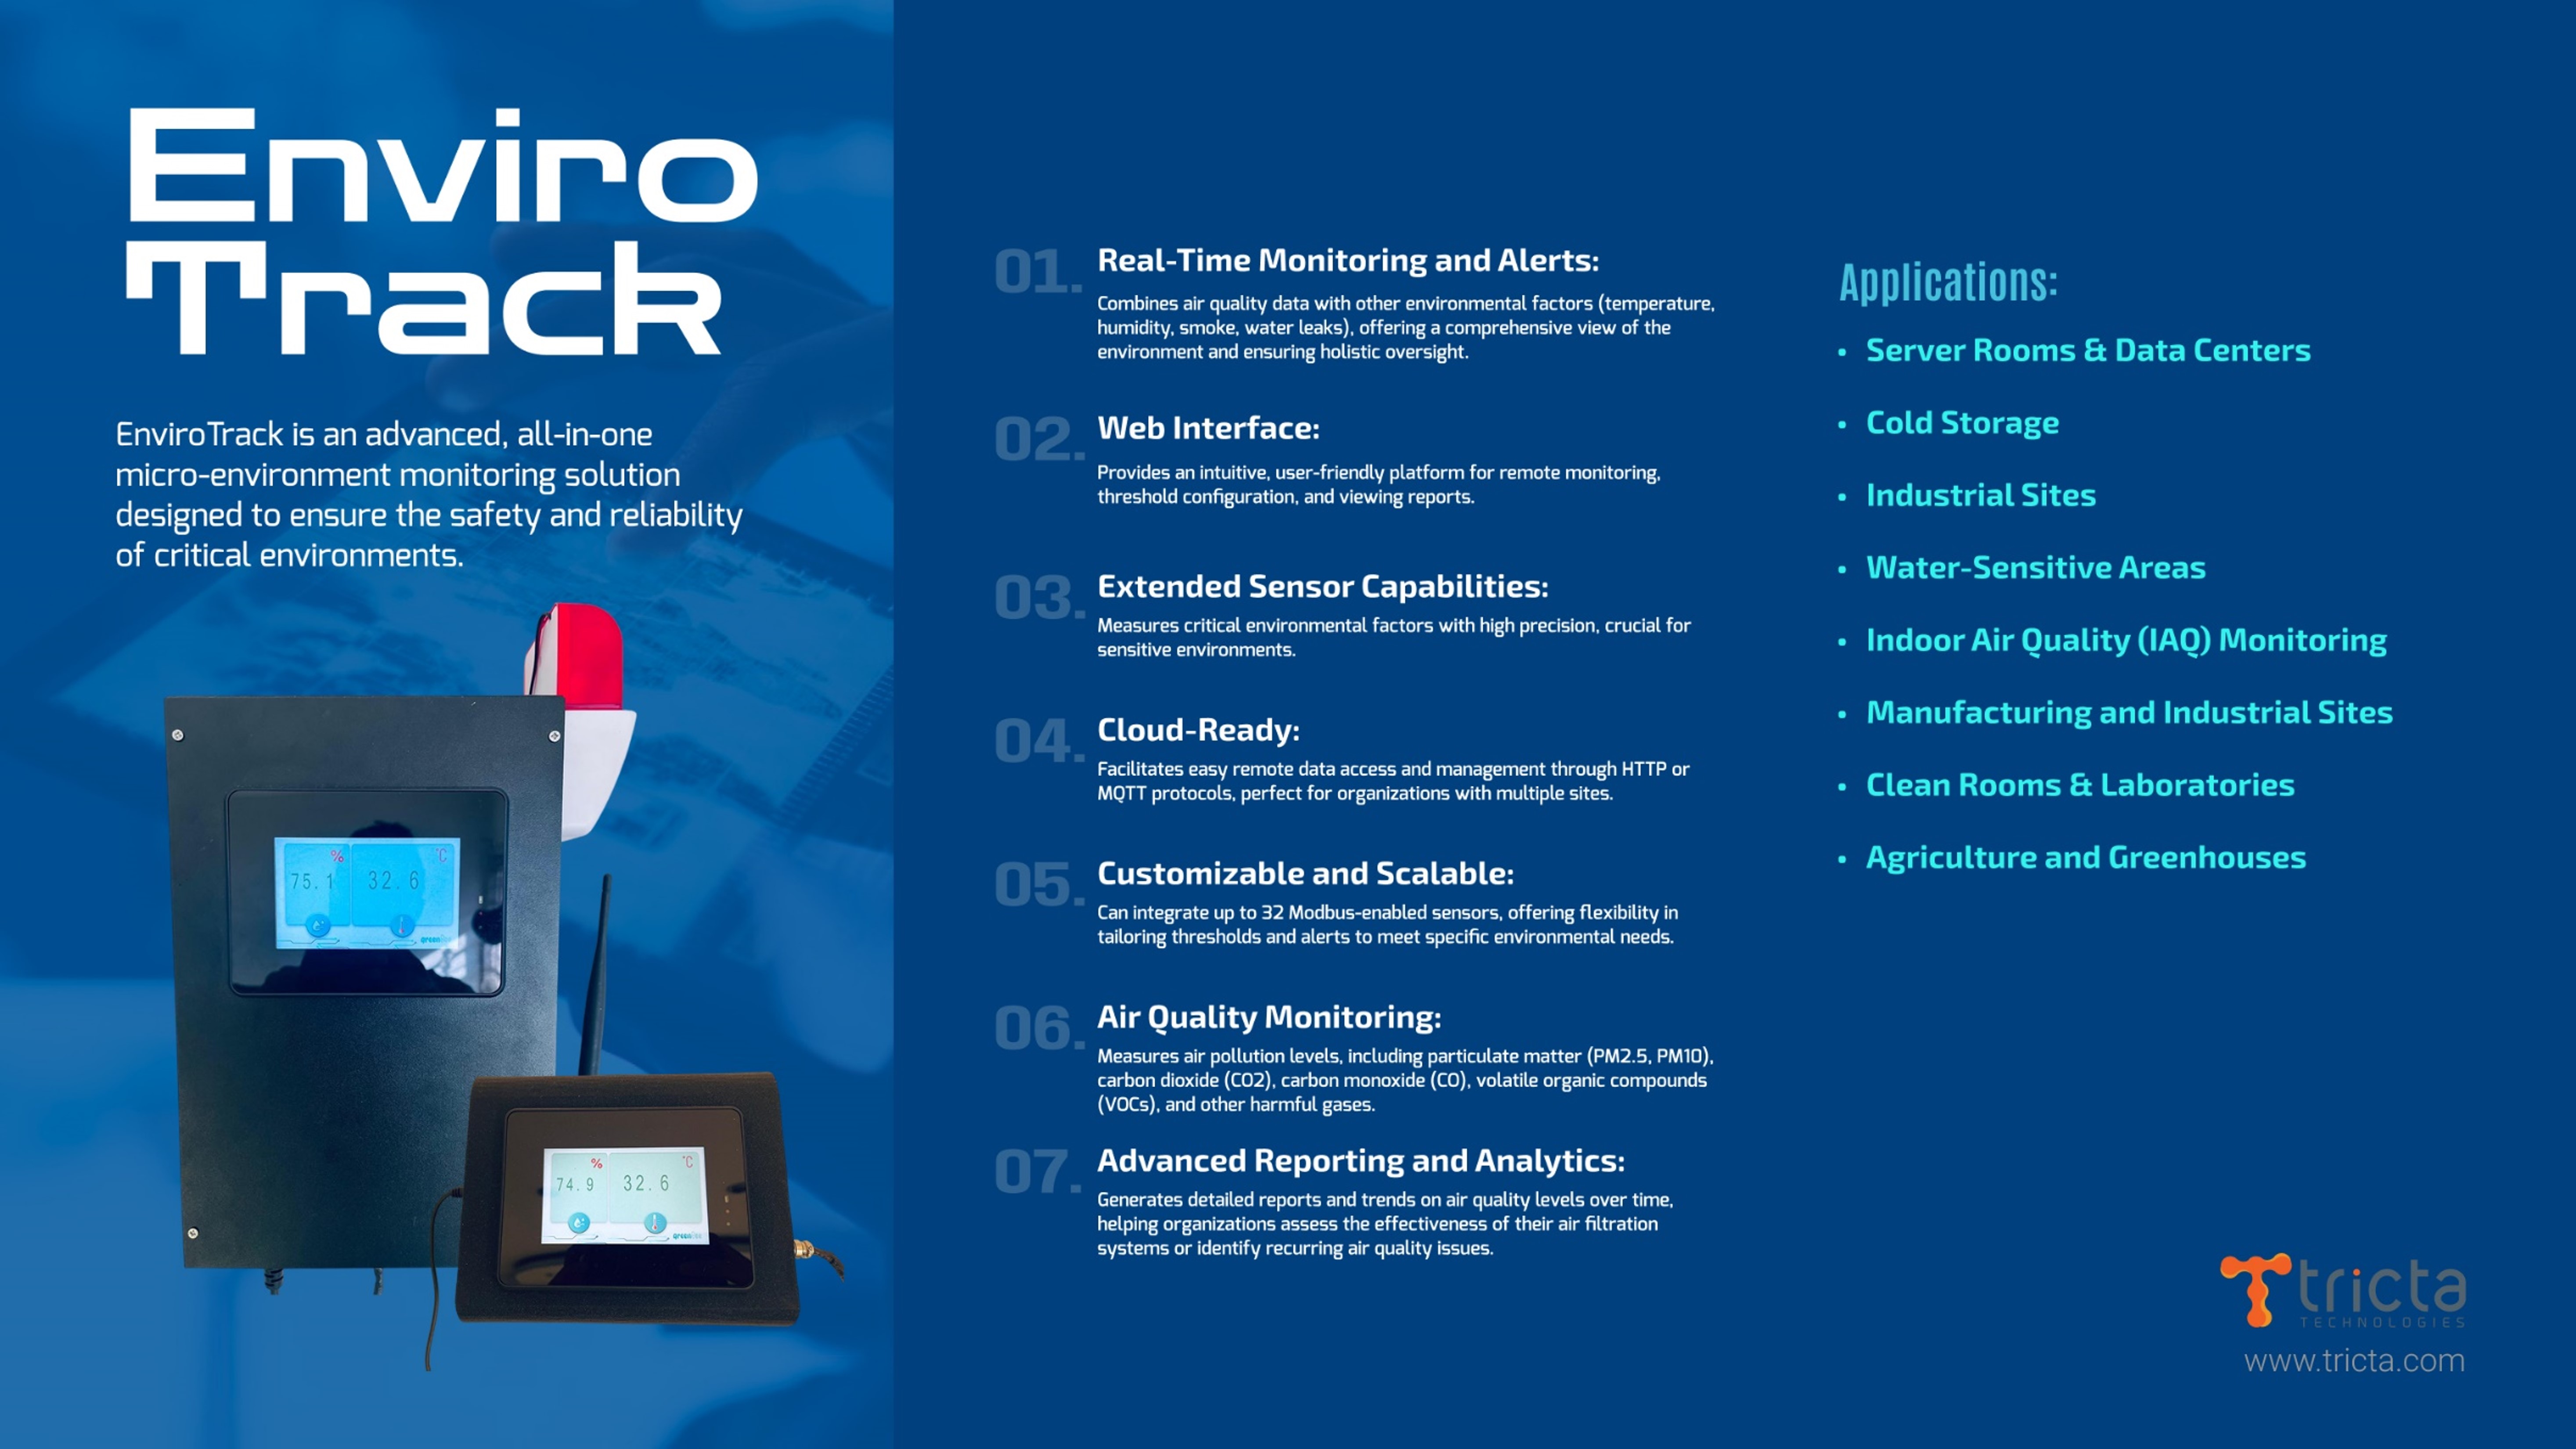 Enviro
Track
EnviroTrack is an advanced, all-in-one
micro-environment monitoring solution
designed to ensure the safety and reliability
of critical environments.
% °C
75.1 32.6
% °C
74.9 32.6
01. Real-Time Monitoring and Alerts:
Combines air quality data with other environmental factors (temperature,
humidity, smoke, water leaks), offering a comprehensive view of the
environment and ensuring holistic oversight.
02. Web Interface:
Provides an intuitive, user-friendly platform for remote monitoring,
threshold configuration, and viewing reports.
03. Extended Sensor Capabilities:
Measures critical environmental factors with high precision, crucial for
sensitive environments.
04. Cloud-Ready:
Facilitates easy remote data access and management through HTTP or
MQTT protocols, perfect for organizations with multiple sites.
05. Customizable and Scalable:
Can integrate up to 32 Modbus-enabled sensors, offering flexibility in
tailoring thresholds and alerts to meet specific environmental needs.
06. Air Quality Monitoring:
Measures air pollution levels, including particulate matter (PM2.5, PM10),
carbon dioxide (CO2), carbon monoxide (CO), volatile organic compounds
(VOCs), and other harmful gases.
07. Advanced Reporting and Analytics:
Generates detailed reports and trends on air quality levels over time,
helping organizations assess the effectiveness of their air filtration
systems or identify recurring air quality issues.
Applications:
• Server Rooms & Data Centers
• Cold Storage
• Industrial Sites
• Water-Sensitive Areas
• Indoor Air Quality (IAQ) Monitoring
• Manufacturing and Industrial Sites
• Clean Rooms & Laboratories
• Agriculture and Greenhouses
tricta
TECHNOLOGIES
www.tricta.com